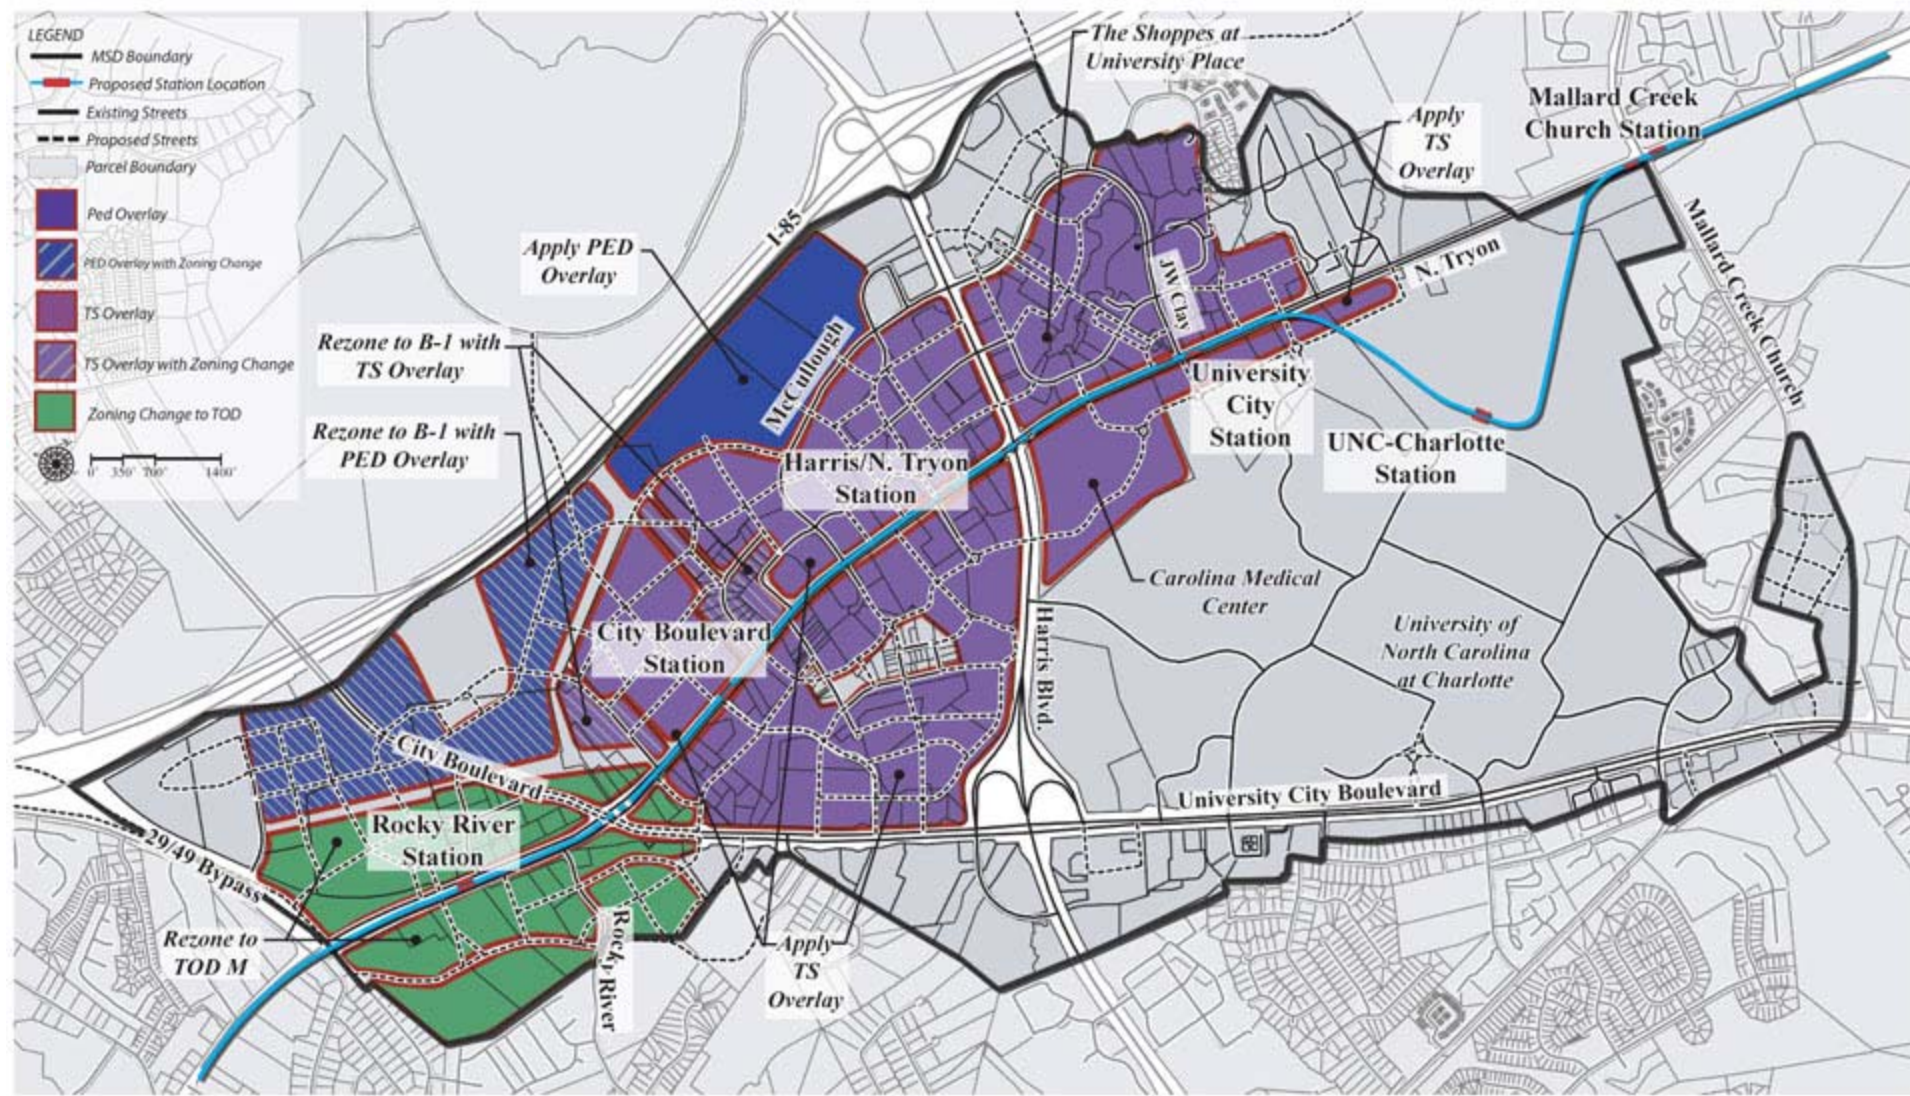 LEGEND
MSD Boundary
Proposed Station Location
Existing Streets
Proposed Streets
Parcel Boundary
Ped Overlay
PED Overlay with Zoning Change
TS Overlay
TS Overlay with Zoning Change
Zoning Change to TOD
0' 350' 700' 1400'
The Shoppes at
University Place
Apply
TS
Overlay
Mallard Creek
Church Station
I-85
Apply PED
Overlay
McCullough
JWClay
N. Tryon
Mallard Creek Church
Rezone to B-1 with
TS Overlay
Rezone to B-1 with
PED Overlay
University
City
Station
UNC-Charlotte
Station
Harris/N. Tryon
Station
Carolina Medical
Center
City Boulevard
Station
Harris Blvd.
University of
North Carolina
at Charlotte
City Boulevard
University City Boulevard
Rocky River
Station
29/49 Bypass
Rezone to
TOD M
Rocky River
Apply
TS
Overlay